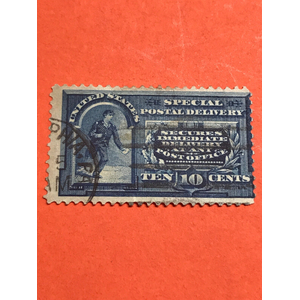 UNITED STATES
SPECIAL
POSTAL DELIVERY
SECURES
IMMEDIATE
DELIVERY
AT ANY
POST OFFICE
TEN 10 CENTS